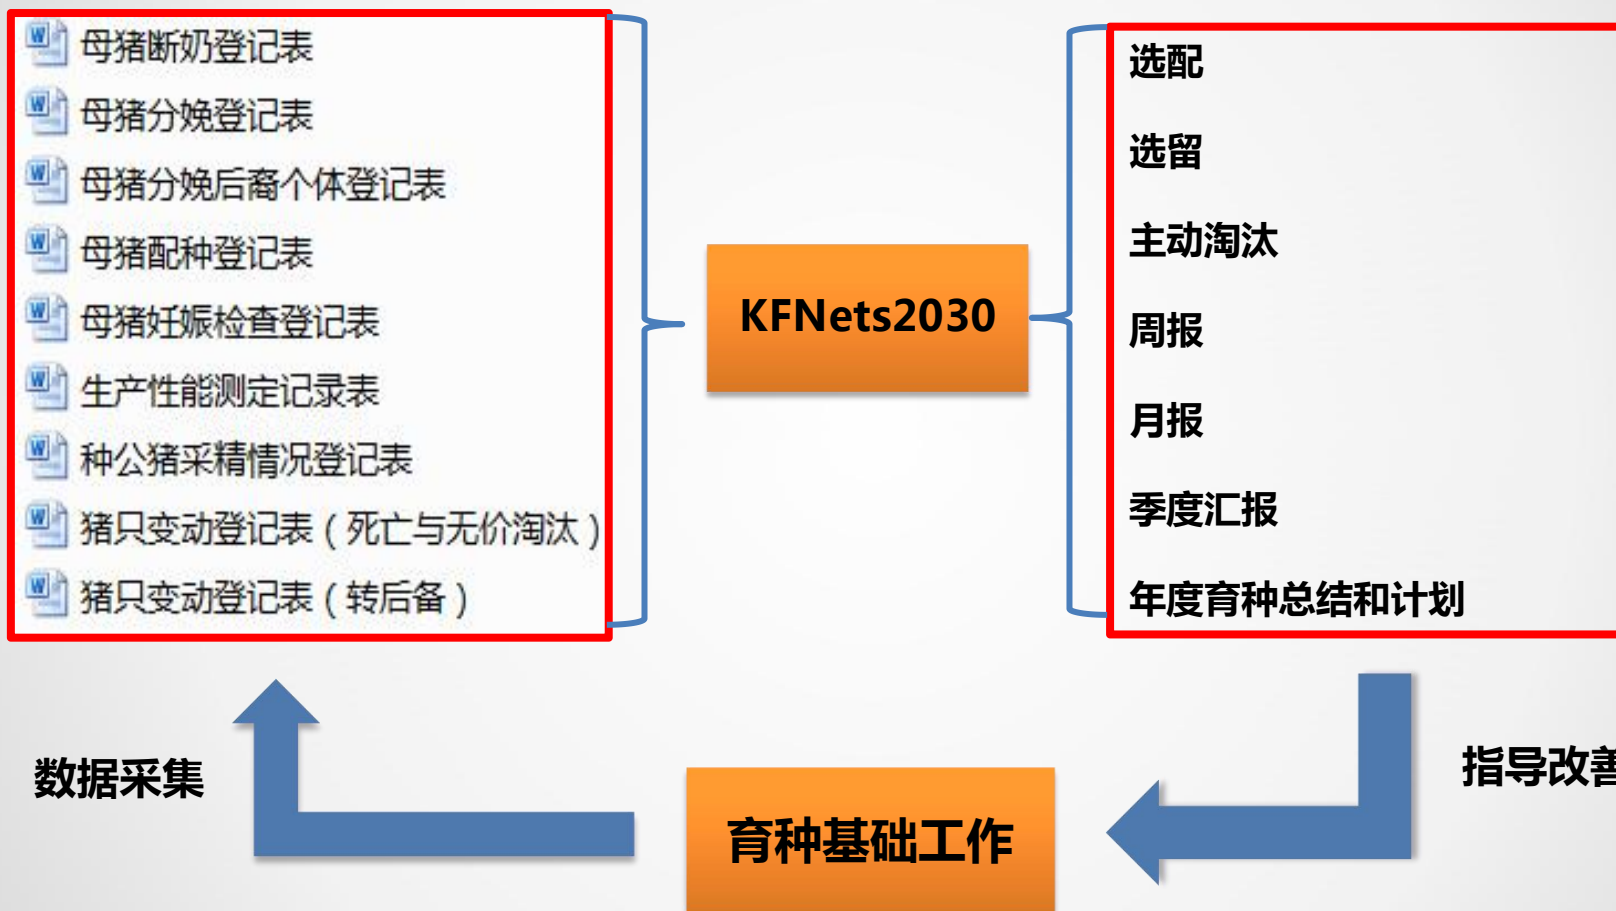 母猪断奶登记表
母猪分娩登记表
母猪分娩后裔个体登记表
母猪配种登记表
母猪妊娠检查登记表
生产性能测定记录表
种公猪采精情况登记表
猪只变动登记表（死亡与无价淘汰）
猪只变动登记表（转后备）
KFNets2030
选配
选留
主动淘汰
周报
月报
季度汇报
年度育种总结和计划
数据采集
育种基础工作
指导改善